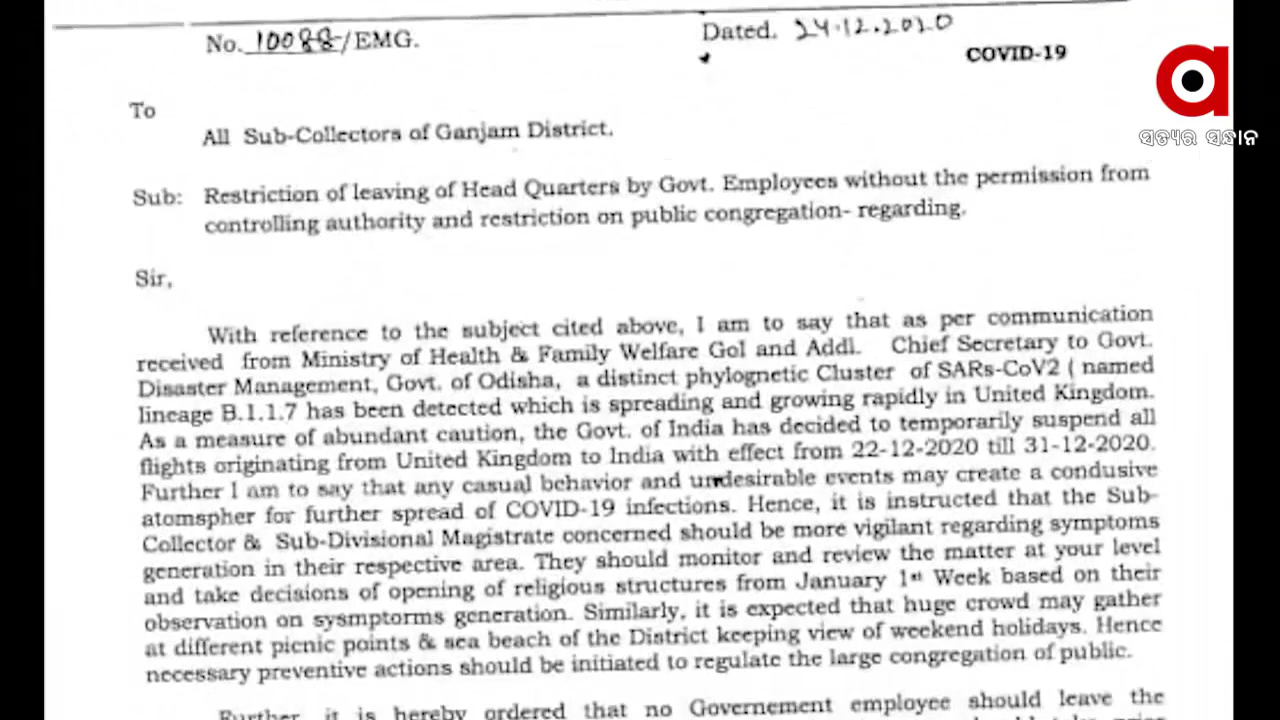 No. 10088/EMG.
Dated. 24.12.2020
COVID-19
ସତ୍ୟର ସନ୍ଧାନ
To
All Sub-Collectors of Ganjam District.
Sub: Restriction of leaving of Head Quarters by Govt. Employees without the permission from
controlling authority and restriction on public congregation- regarding.
Sir,
With reference to the subject cited above, I am to say that as per communication
received from Ministry of Health & Family Welfare GoI and Addl. Chief Secretary to Govt.
Disaster Management, Govt. of Odisha, a distinct phylognetic Cluster of SARs-CoV2 ( named
lineage B.1.1.7 has been detected which is spreading and growing rapidly in United Kingdom.
As a measure of abundant caution, the Govt. of India has decided to temporarily suspend all
flights originating from United Kingdom to India with effect from 22-12-2020 till 31-12-2020.
Further I am to say that any casual behavior and undesirable events may create a condusive
atomspher for further spread of COVID-19 infections. Hence, it is instructed that the Sub-
Collector & Sub-Divisional Magistrate concerned should be more vigilant regarding symptoms
generation in their respective area. They should monitor and review the matter at your level
and take decisions of opening of religious structures from January 1st Week based on their
observation on sysmptorms generation. Similarly, it is expected that huge crowd may gather
at different picnic points & sea beach of the District keeping view of weekend holidays. Hence
necessary preventive actions should be initiated to regulate the large congregation of public.
Further, it is hereby ordered that no Governement employee should leave the